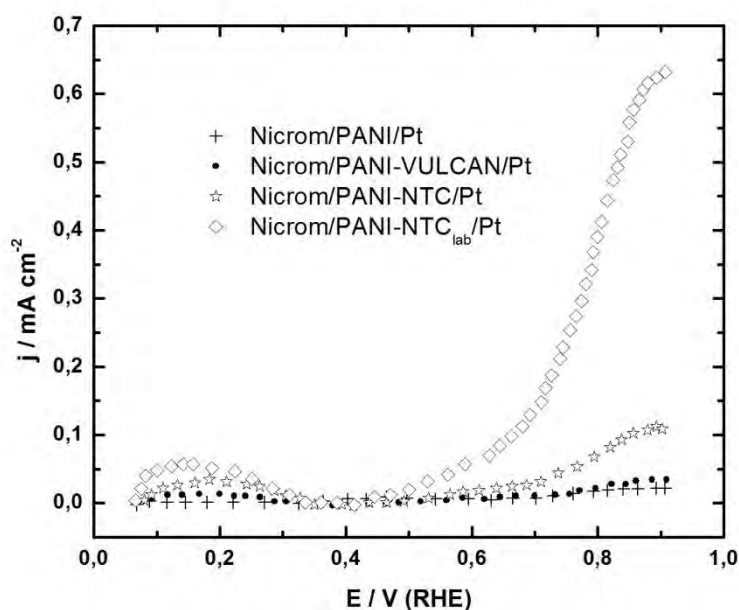 0,7
0,6
0,5
0,4
0,3
0,2
0,1
0,0
j / mA cm⁻²
Nicrom/PANI/Pt
Nicrom/PANI-VULCAN/Pt
Nicrom/PANI-NTC/Pt
Nicrom/PANI-NTClab/Pt
0,0 0,2 0,4 0,6 0,8 1,0
E / V (RHE)